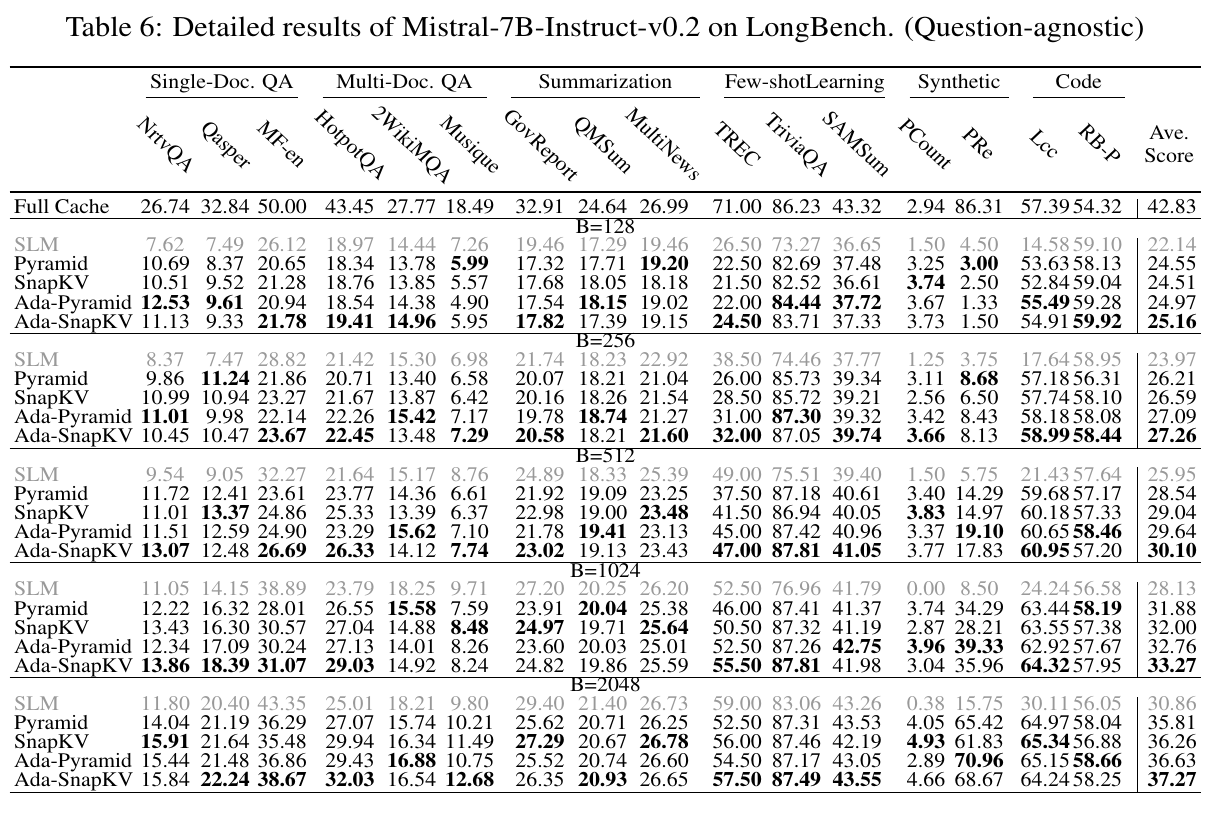 Table 6: Detailed results of Mistral-7B-Instruct-v0.2 on LongBench. (Question-agnostic)
Single-Doc. QA Multi-Doc. QA Summarization Few-shotLearning Synthetic Code
NrtvQA Qasper MF-en HotpotQA 2WikiMQA Musique GovReport QMSum MultiNews TREC TriviaQA SAMSum PCount PRe Lcc RB-P Ave. Score
Full Cache 26.74 32.84 50.00 43.45 27.77 18.49 32.91 24.64 26.99 71.00 86.23 43.32 2.94 86.31 57.39 54.32 42.83
B=128
SLM 7.62 7.49 26.12 18.97 14.44 7.26 19.46 17.29 19.46 26.50 73.27 36.65 1.50 4.50 14.58 59.10 22.14
Pyramid 10.69 8.37 20.65 18.34 13.78 5.99 17.32 17.71 19.20 22.50 82.69 37.48 3.25 3.00 53.63 58.13 24.55
SnapKV 10.51 9.52 21.28 18.76 13.85 5.57 17.68 18.05 18.18 21.50 82.52 36.61 3.74 2.50 52.84 59.04 24.51
Ada-Pyramid 12.53 9.61 20.94 18.54 14.38 4.90 17.54 18.15 19.02 22.00 84.44 37.72 3.67 1.33 55.49 59.28 24.97
Ada-SnapKV 11.13 9.33 21.78 19.41 14.96 5.95 17.82 17.39 19.15 24.50 83.71 37.33 3.73 1.50 54.91 59.92 25.16
B=256
SLM 8.37 7.47 28.82 21.42 15.30 6.98 21.74 18.23 22.92 38.50 74.46 37.77 1.25 3.75 17.64 58.95 23.97
Pyramid 9.86 11.24 21.86 20.71 13.40 6.58 20.07 18.21 21.04 26.00 85.73 39.34 3.11 8.68 57.18 56.31 26.21
SnapKV 10.99 10.94 23.27 21.67 13.87 6.42 20.16 18.26 21.54 28.50 85.72 39.21 2.56 6.50 57.74 58.10 26.59
Ada-Pyramid 11.01 9.98 22.14 22.26 15.42 7.17 19.78 18.74 21.27 31.00 87.30 39.32 3.42 8.43 58.18 58.08 27.09
Ada-SnapKV 10.45 10.47 23.67 22.45 13.48 7.29 20.58 18.21 21.60 32.00 87.05 39.74 3.66 8.13 58.99 58.44 27.26
B=512
SLM 9.54 9.05 32.27 21.64 15.17 8.76 24.89 18.33 25.39 49.00 75.51 39.40 1.50 5.75 21.43 57.64 25.95
Pyramid 11.72 12.41 23.61 23.77 14.36 6.61 21.92 19.09 23.25 37.50 87.18 40.61 3.40 14.29 59.68 57.17 28.54
SnapKV 11.01 13.37 24.86 25.33 13.39 6.37 22.98 19.00 23.48 41.50 86.94 40.05 3.83 14.97 60.18 57.33 29.04
Ada-Pyramid 11.51 12.59 24.90 23.29 15.62 7.10 21.78 19.41 23.13 45.00 87.42 40.96 3.37 19.10 60.65 58.46 29.64
Ada-SnapKV 13.07 12.48 26.69 26.33 14.12 7.74 23.02 19.13 23.43 47.00 87.81 41.05 3.77 17.83 60.95 57.20 30.10
B=1024
SLM 11.05 14.15 38.89 23.79 18.25 9.71 27.20 20.25 26.20 52.50 76.96 41.79 0.00 8.50 24.24 56.58 28.13
Pyramid 12.22 16.32 28.01 26.55 15.58 7.59 23.91 20.04 25.38 46.00 87.41 41.37 3.74 34.29 63.44 58.19 31.88
SnapKV 13.43 16.30 30.57 27.04 14.88 8.48 24.97 19.71 25.64 50.50 87.32 41.19 2.87 28.21 63.55 57.38 32.00
Ada-Pyramid 12.34 17.09 30.24 27.13 14.01 8.26 23.60 20.03 25.01 52.50 87.26 42.75 3.96 39.33 62.92 57.67 32.76
Ada-SnapKV 13.86 18.39 31.07 29.03 14.92 8.24 24.82 19.86 25.59 55.50 87.81 41.98 3.04 35.96 64.32 57.95 33.27
B=2048
SLM 11.80 20.40 43.35 25.01 18.21 9.80 29.40 21.40 26.73 59.00 83.06 43.26 0.38 15.75 30.11 56.05 30.86
Pyramid 14.04 21.19 36.29 27.07 15.74 10.21 25.62 20.71 26.25 52.50 87.31 43.53 4.05 65.42 64.97 58.04 35.81
SnapKV 15.91 21.64 35.48 29.94 16.34 11.49 27.29 20.67 26.78 56.00 87.46 42.19 4.93 61.83 65.34 56.88 36.26
Ada-Pyramid 15.44 21.48 36.86 29.43 16.88 10.75 25.52 20.74 26.60 54.50 87.17 43.05 2.89 70.96 65.15 58.66 36.63
Ada-SnapKV 15.84 22.24 38.67 32.03 16.54 12.68 26.35 20.93 26.65 57.50 87.49 43.55 4.66 68.67 64.24 58.25 37.27